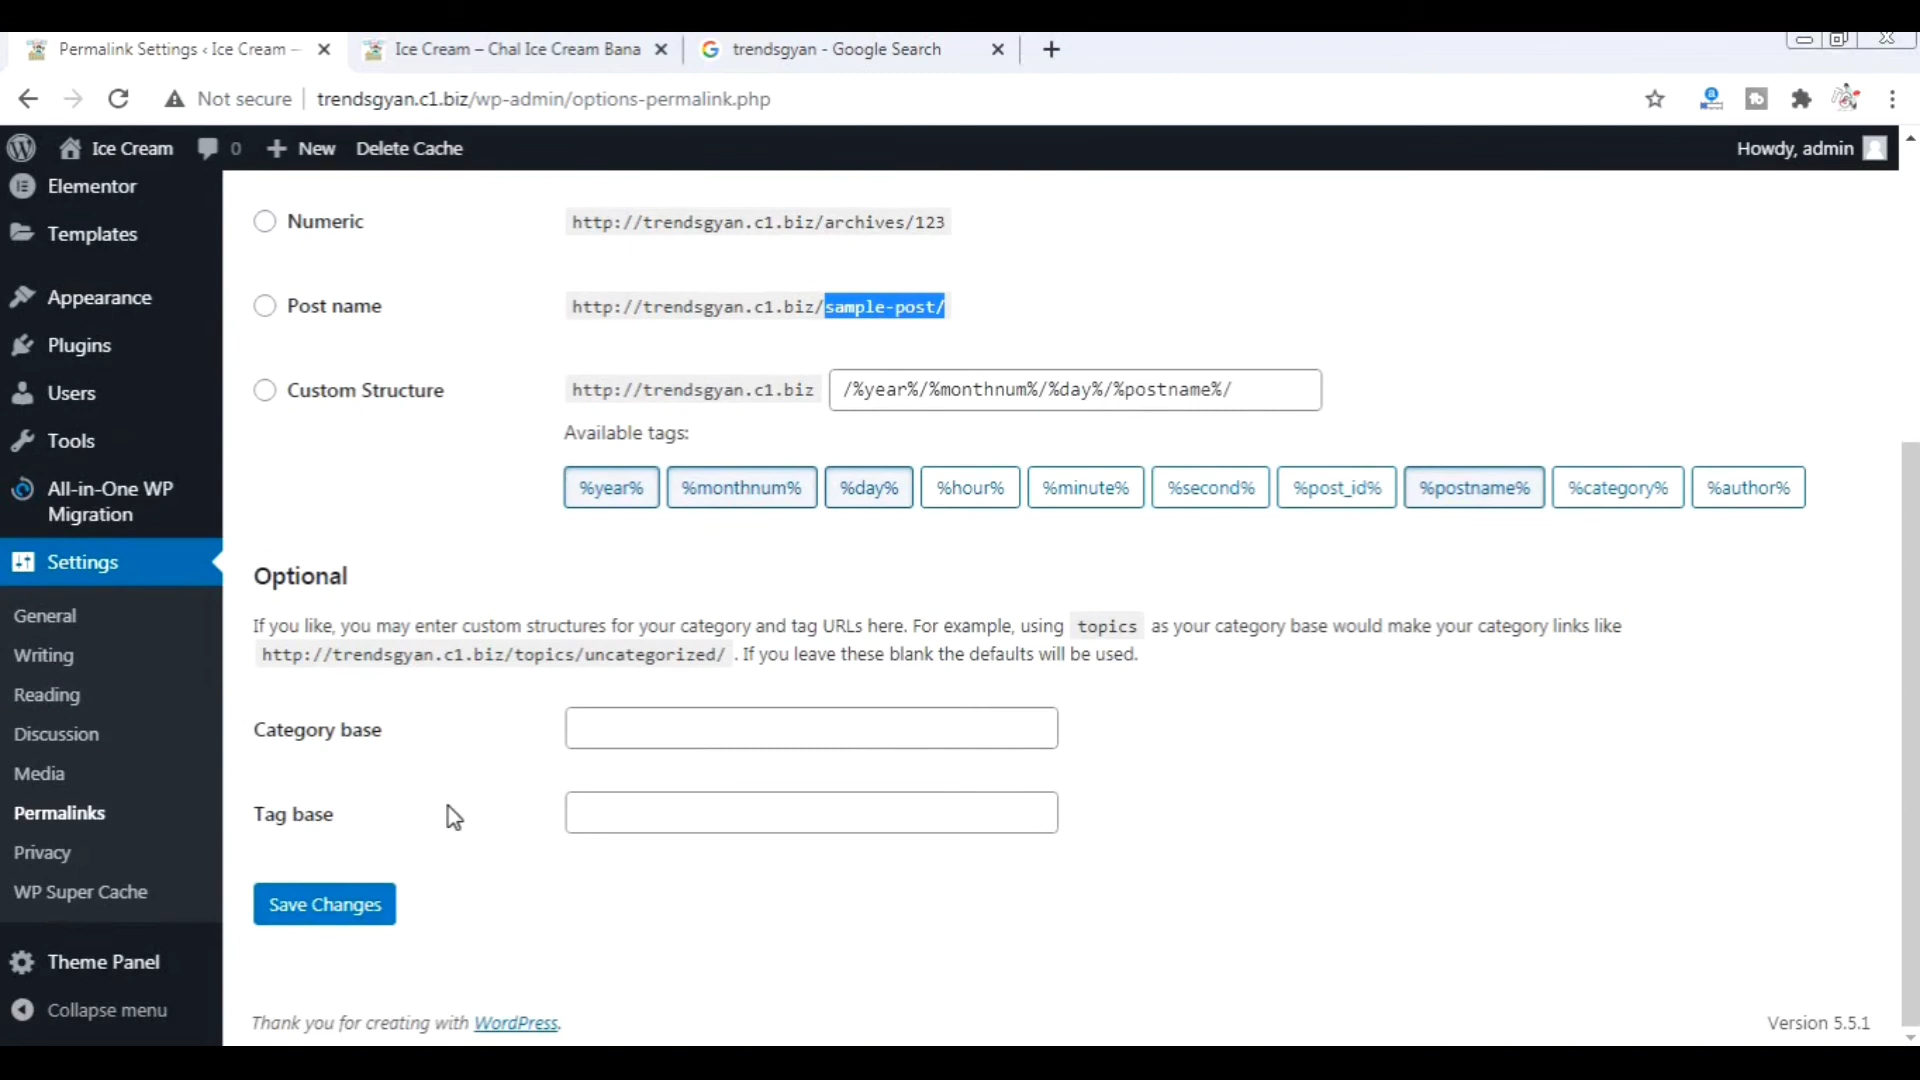 Permalink Settings ‹ Ice Cream —
Ice Cream – Chal Ice Cream Bana
trendsgyan - Google Search
Not secure
trendsgyan.c1.biz/wp-admin/options-permalink.php
Ice Cream
0
New
Delete Cache
Howdy, admin
Elementor
Templates
Appearance
Plugins
Users
Tools
All-in-One WP
Migration
Settings
General
Writing
Reading
Discussion
Media
Permalinks
Privacy
WP Super Cache
Theme Panel
Collapse menu
Numeric
http://trendsgyan.c1.biz/archives/123
Post name
http://trendsgyan.c1.biz/sample-post/
Custom Structure
http://trendsgyan.c1.biz
/%year%/%monthnum%/%day%/%postname%/
Available tags:
%year% %monthnum% %day% %hour% %minute% %second% %post_id% %postname% %category% %author%
Optional
If you like, you may enter custom structures for your category and tag URLs here. For example, using topics as your category base would make your category links like
http://trendsgyan.c1.biz/topics/uncategorized/ . If you leave these blank the defaults will be used.
Category base
Tag base
Save Changes
Thank you for creating with WordPress.
Version 5.5.1